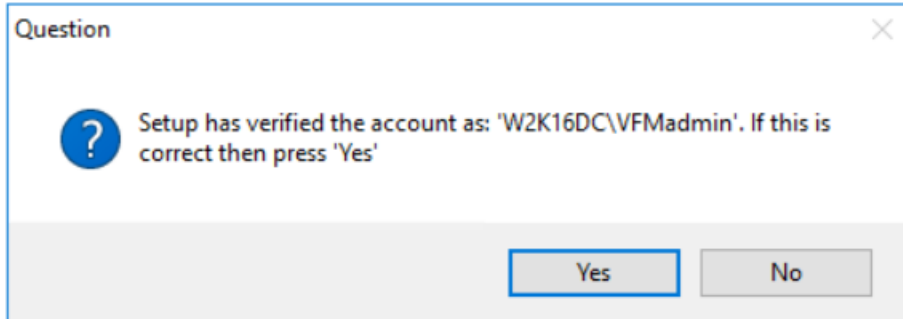 Question
Setup has verified the account as: 'W2K16DC\VFMadmin'. If this is
correct then press 'Yes'
Yes
No